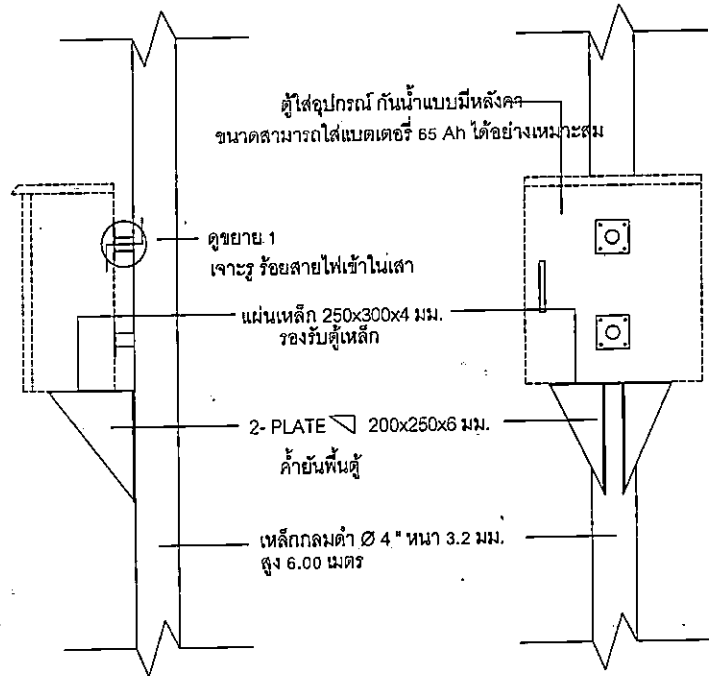 ตู้ใส่อุปกรณ์ กันน้ำแบบมีหลังคา
ขนาดสามารถใส่แบตเตอรี่ 65 Ah ได้อย่างเหมาะสม
ดูขยาย 1
เจาะรู ร้อยสายไฟเข้าในเสา
แผ่นเหล็ก 250x300x4 มม.
รองรับตู้เหล็ก
2- PLATE 200x250x6 มม.
ค้ำยันพื้นตู้
เหล็กกลมดำ Ø 4 " หนา 3.2 มม.
สูง 6.00 เมตร